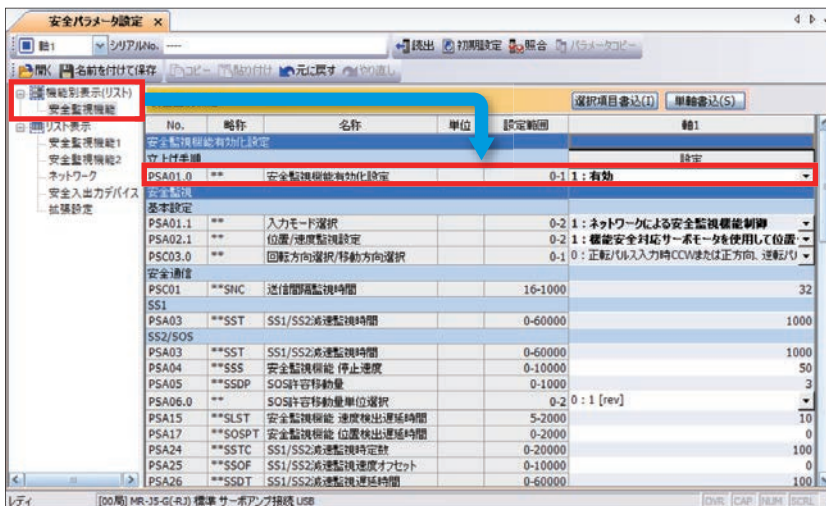 安全パラメータ設定 ×
軸1 シリアルNo. ---- 読出 初期設定 照合 パラメータコピー
開く 名前を付けて保存 コピー 貼り付け 元に戻す やり直し
機能別表示(リスト)
安全監視機能
リスト表示
安全監視機能1
安全監視機能2
ネットワーク
安全入出力デバイス
拡張設定
選択項目書込(I) 単軸書込(S)
No. 略称 名称 単位 設定範囲 軸1
安全監視機能有効化設定
立上げ手順 設定
PSA01.0 ** 安全監視機能有効化設定 0-1 1:有効
安全監視
基本設定
PSA01.1 ** 入力モード選択 0-2 1:ネットワークによる安全監視機能制御
PSA02.1 ** 位置/速度監視設定 0-2 1:機能安全対応サーボモータを使用して位置
PSC03.0 ** 回転方向選択/移動方向選択 0-1 0:正転パルス入力時CCWまたは正方向、逆転パル
安全通信
PSC01 **SNC 送信間隔監視時間 16-1000 32
SS1
PSA03 **SST SS1/SS2減速監視時間 0-60000 1000
SS2/SOS
PSA03 **SST SS1/SS2減速監視時間 0-60000 1000
PSA04 **SSS 安全監視機能 停止速度 0-10000 50
PSA05 **SSDP SOS許容移動量 0-1000 3
PSA06.0 ** SOS許容移動量単位選択 0-2 0:1 [rev]
PSA15 **SLST 安全監視機能 速度検出遅延時間 5-2000 10
PSA17 **SOSPT 安全監視機能 位置検出遅延時間 0-2000 0
PSA24 **SSTC SS1/SS2減速監視時定数 0-20000 100
PSA25 **SSOF SS1/SS2減速監視速度オフセット 0-10000 0
PSA26 **SSDT SS1/SS2減速監視遅延時間 0-60000 100
レディ [00局] MR-J5-G(-RJ) 標準 サーボアンプ接続 USB OVR CAP NUM SCRL